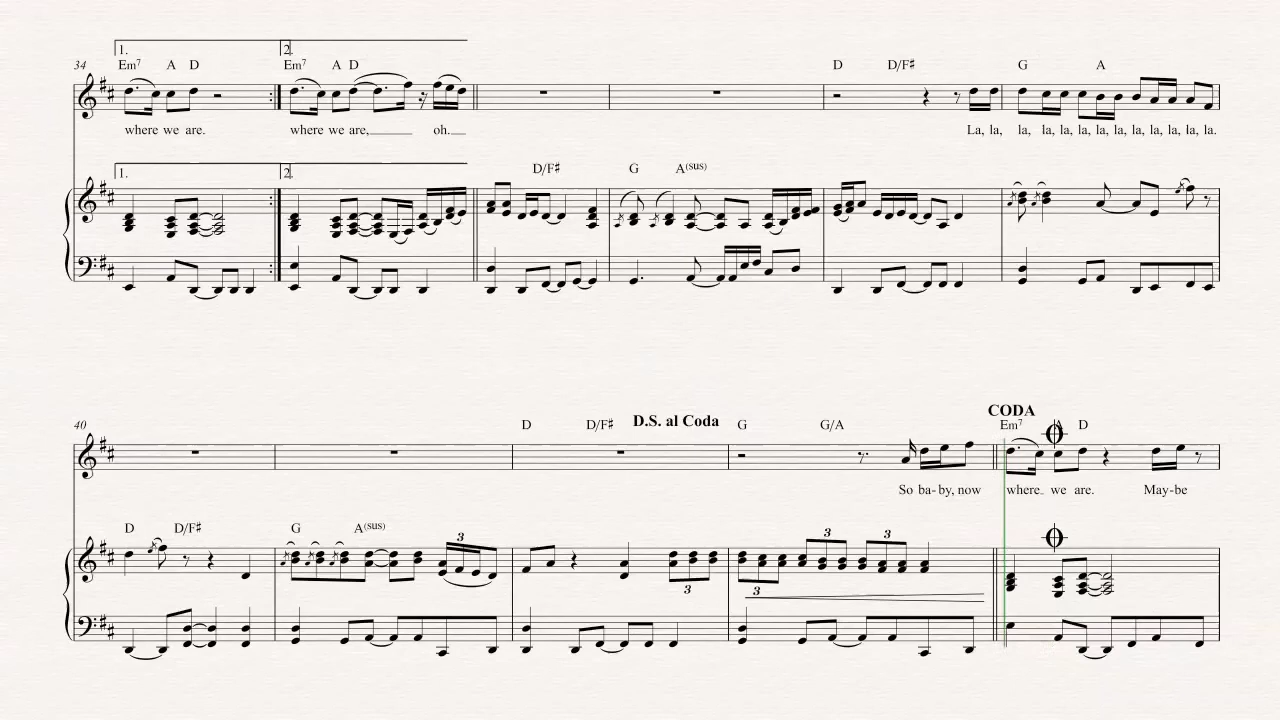 1. 2.
34 Em7 A D Em7 A D D D/F♯ G A
where we are. where we are, oh. La, la, la, la, la, la, la, la, la, la, la, la, la.
D/F♯ G A(sus)
1. 2.
CODA
40 D D/F♯ D.S. al Coda G G/A Em7 D
So ba-by, now where we are. May-be
D D/F♯ G A(sus)
3 3 3
3 3